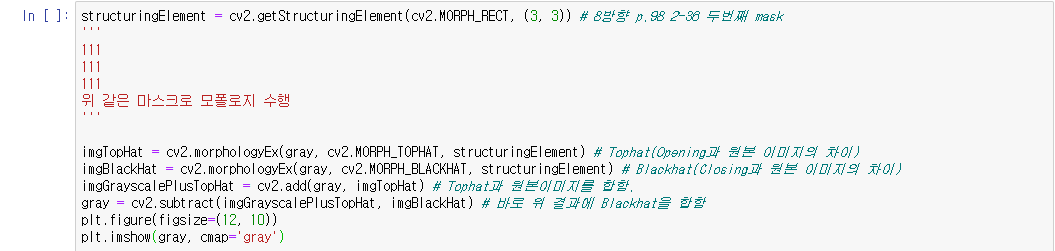 In [ ]: structuringElement = cv2.getStructuringElement(cv2.MORPH_RECT, (3, 3)) # 8방향 p.98 2-36 두번째 mask
'''
111
111
111
위 같은 마스크로 모폴로지 수행
'''
imgTopHat = cv2.morphologyEx(gray, cv2.MORPH_TOPHAT, structuringElement) # Tophat(Opening과 원본 이미지의 차이)
imgBlackHat = cv2.morphologyEx(gray, cv2.MORPH_BLACKHAT, structuringElement) # Blackhat(Closing과 원본 이미지의 차이)
imgGrayscalePlusTopHat = cv2.add(gray, imgTopHat) # Tophat과 원본이미지를 합함.
gray = cv2.subtract(imgGrayscalePlusTopHat, imgBlackHat) # 바로 위 결과에 Blackhat을 합함
plt.figure(figsize=(12, 10))
plt.imshow(gray, cmap='gray')